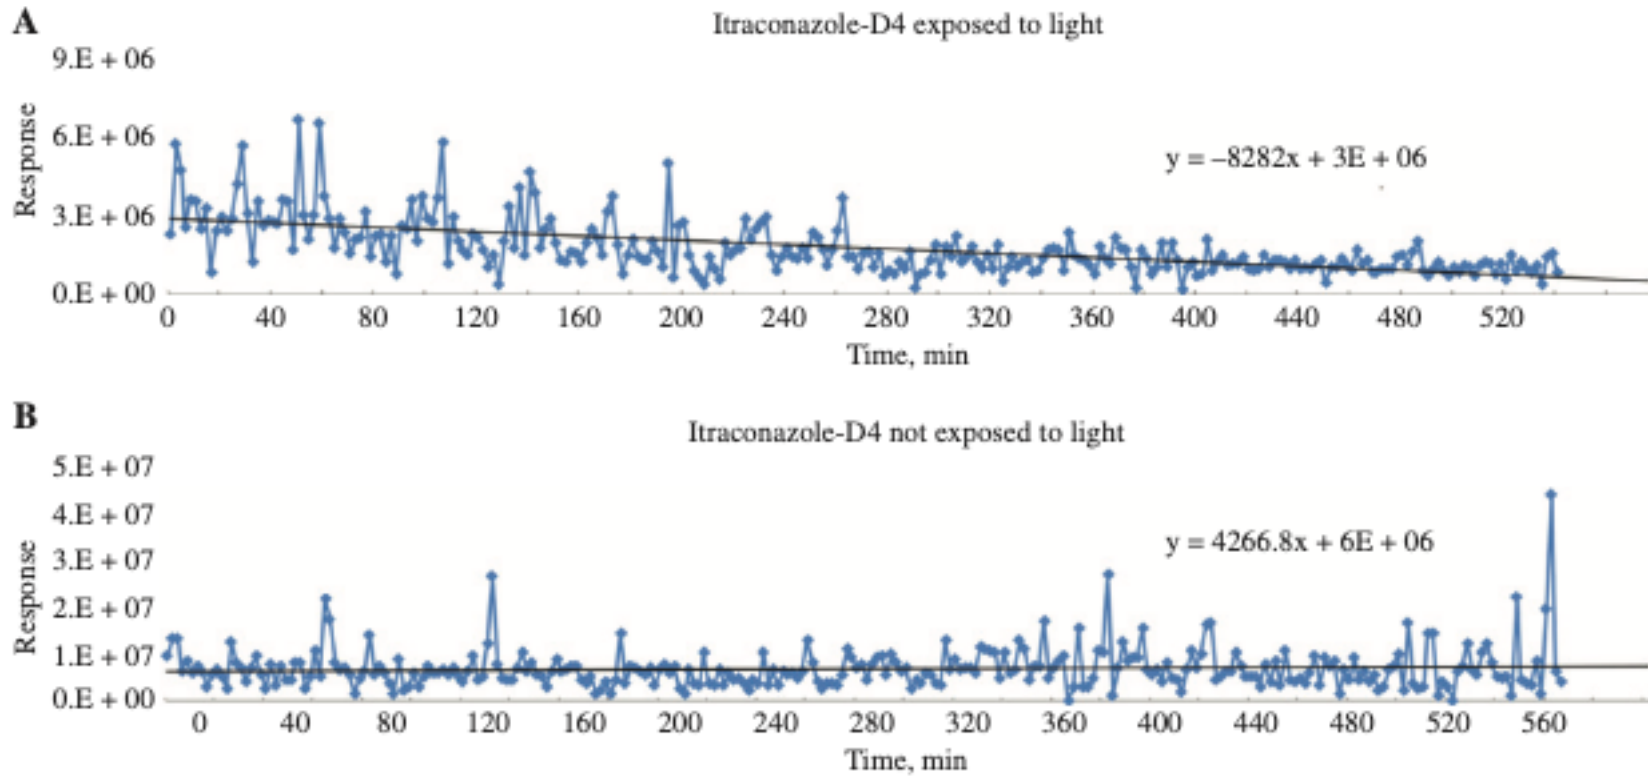 A
Itraconazole-D4 exposed to light
9.E + 06
6.E + 06
3.E + 06
0.E + 00
Response
y = –8282x + 3E + 06
0 40 80 120 160 200 240 280 320 360 400 440 480 520
Time, min
B
Itraconazole-D4 not exposed to light
5.E + 07
4.E + 07
3.E + 07
2.E + 07
1.E + 07
0.E + 00
Response
y = 4266.8x + 6E + 06
0 40 80 120 160 200 240 280 320 360 400 440 480 520 560
Time, min